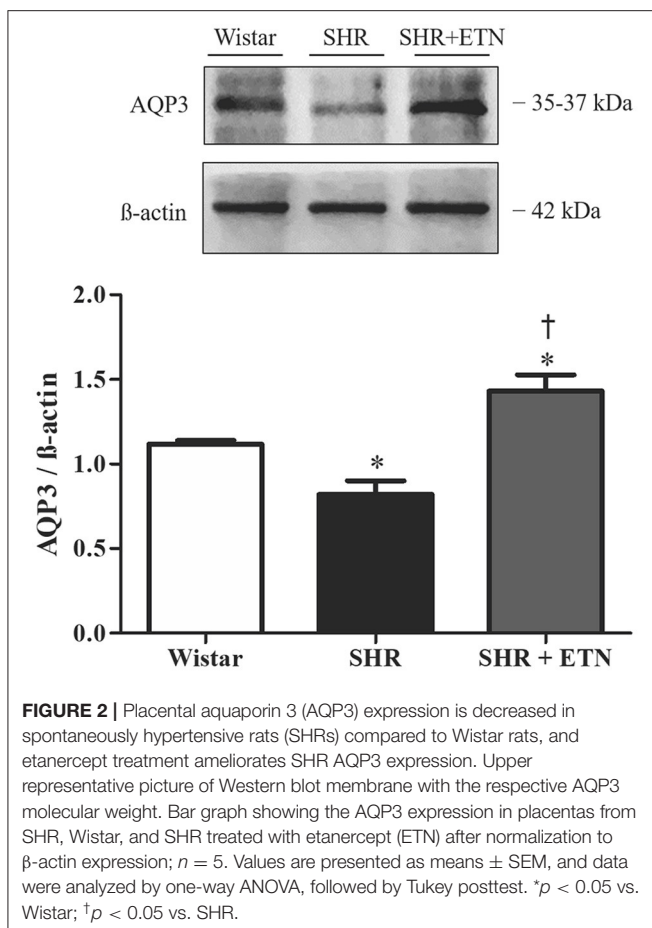 Wistar SHR SHR+ETN
AQP3 – 35-37 kDa
ß-actin – 42 kDa
2.0
1.5
1.0
0.5
0.0
AQP3 / ß-actin
*
†
*
Wistar SHR SHR + ETN
FIGURE 2 | Placental aquaporin 3 (AQP3) expression is decreased in
spontaneously hypertensive rats (SHRs) compared to Wistar rats, and
etanercept treatment ameliorates SHR AQP3 expression. Upper
representative picture of Western blot membrane with the respective AQP3
molecular weight. Bar graph showing the AQP3 expression in placentas from
SHR, Wistar, and SHR treated with etanercept (ETN) after normalization to
β-actin expression; n = 5. Values are presented as means ± SEM, and data
were analyzed by one-way ANOVA, followed by Tukey posttest. *p < 0.05 vs.
Wistar; †p < 0.05 vs. SHR.